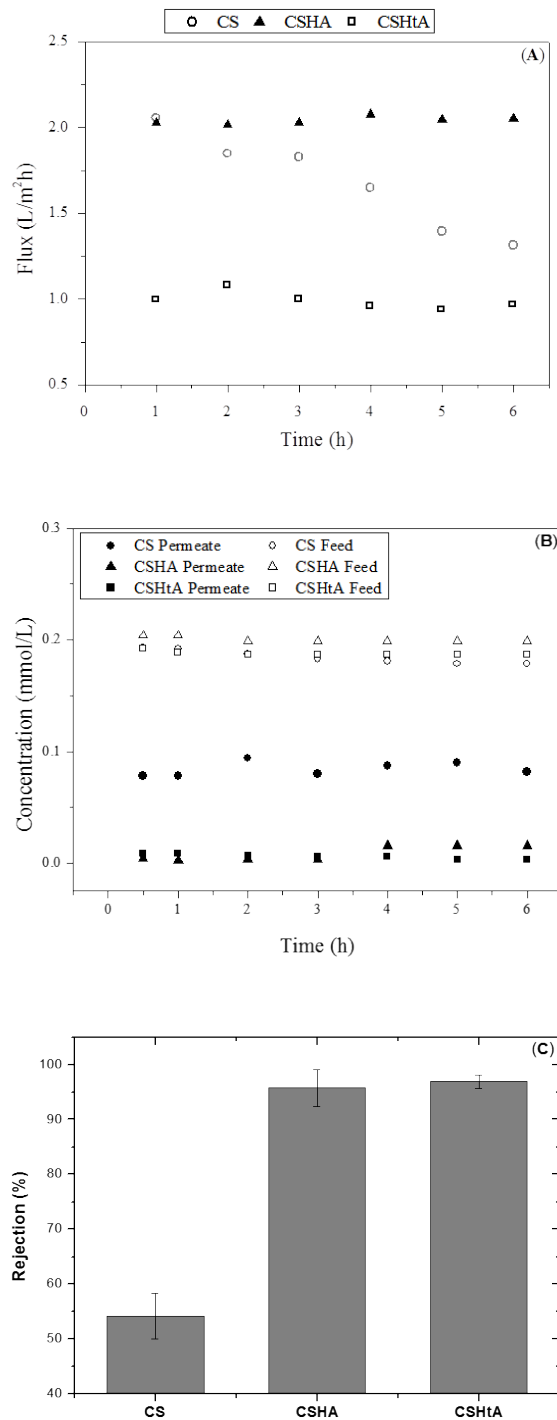 CS CSHA CSHtA
(A)
2.5
2.0
1.5
1.0
0.5
Flux (L/m²h)
0 1 2 3 4 5 6
Time (h)
(B)
CS Permeate CS Feed
CSHA Permeate CSHA Feed
CSHtA Permeate CSHtA Feed
0.3
0.2
0.1
0.0
Concentration (mmol/L)
0 1 2 3 4 5 6
Time (h)
(C)
100
90
80
70
60
50
40
Rejection (%)
CS CSHA CSHtA